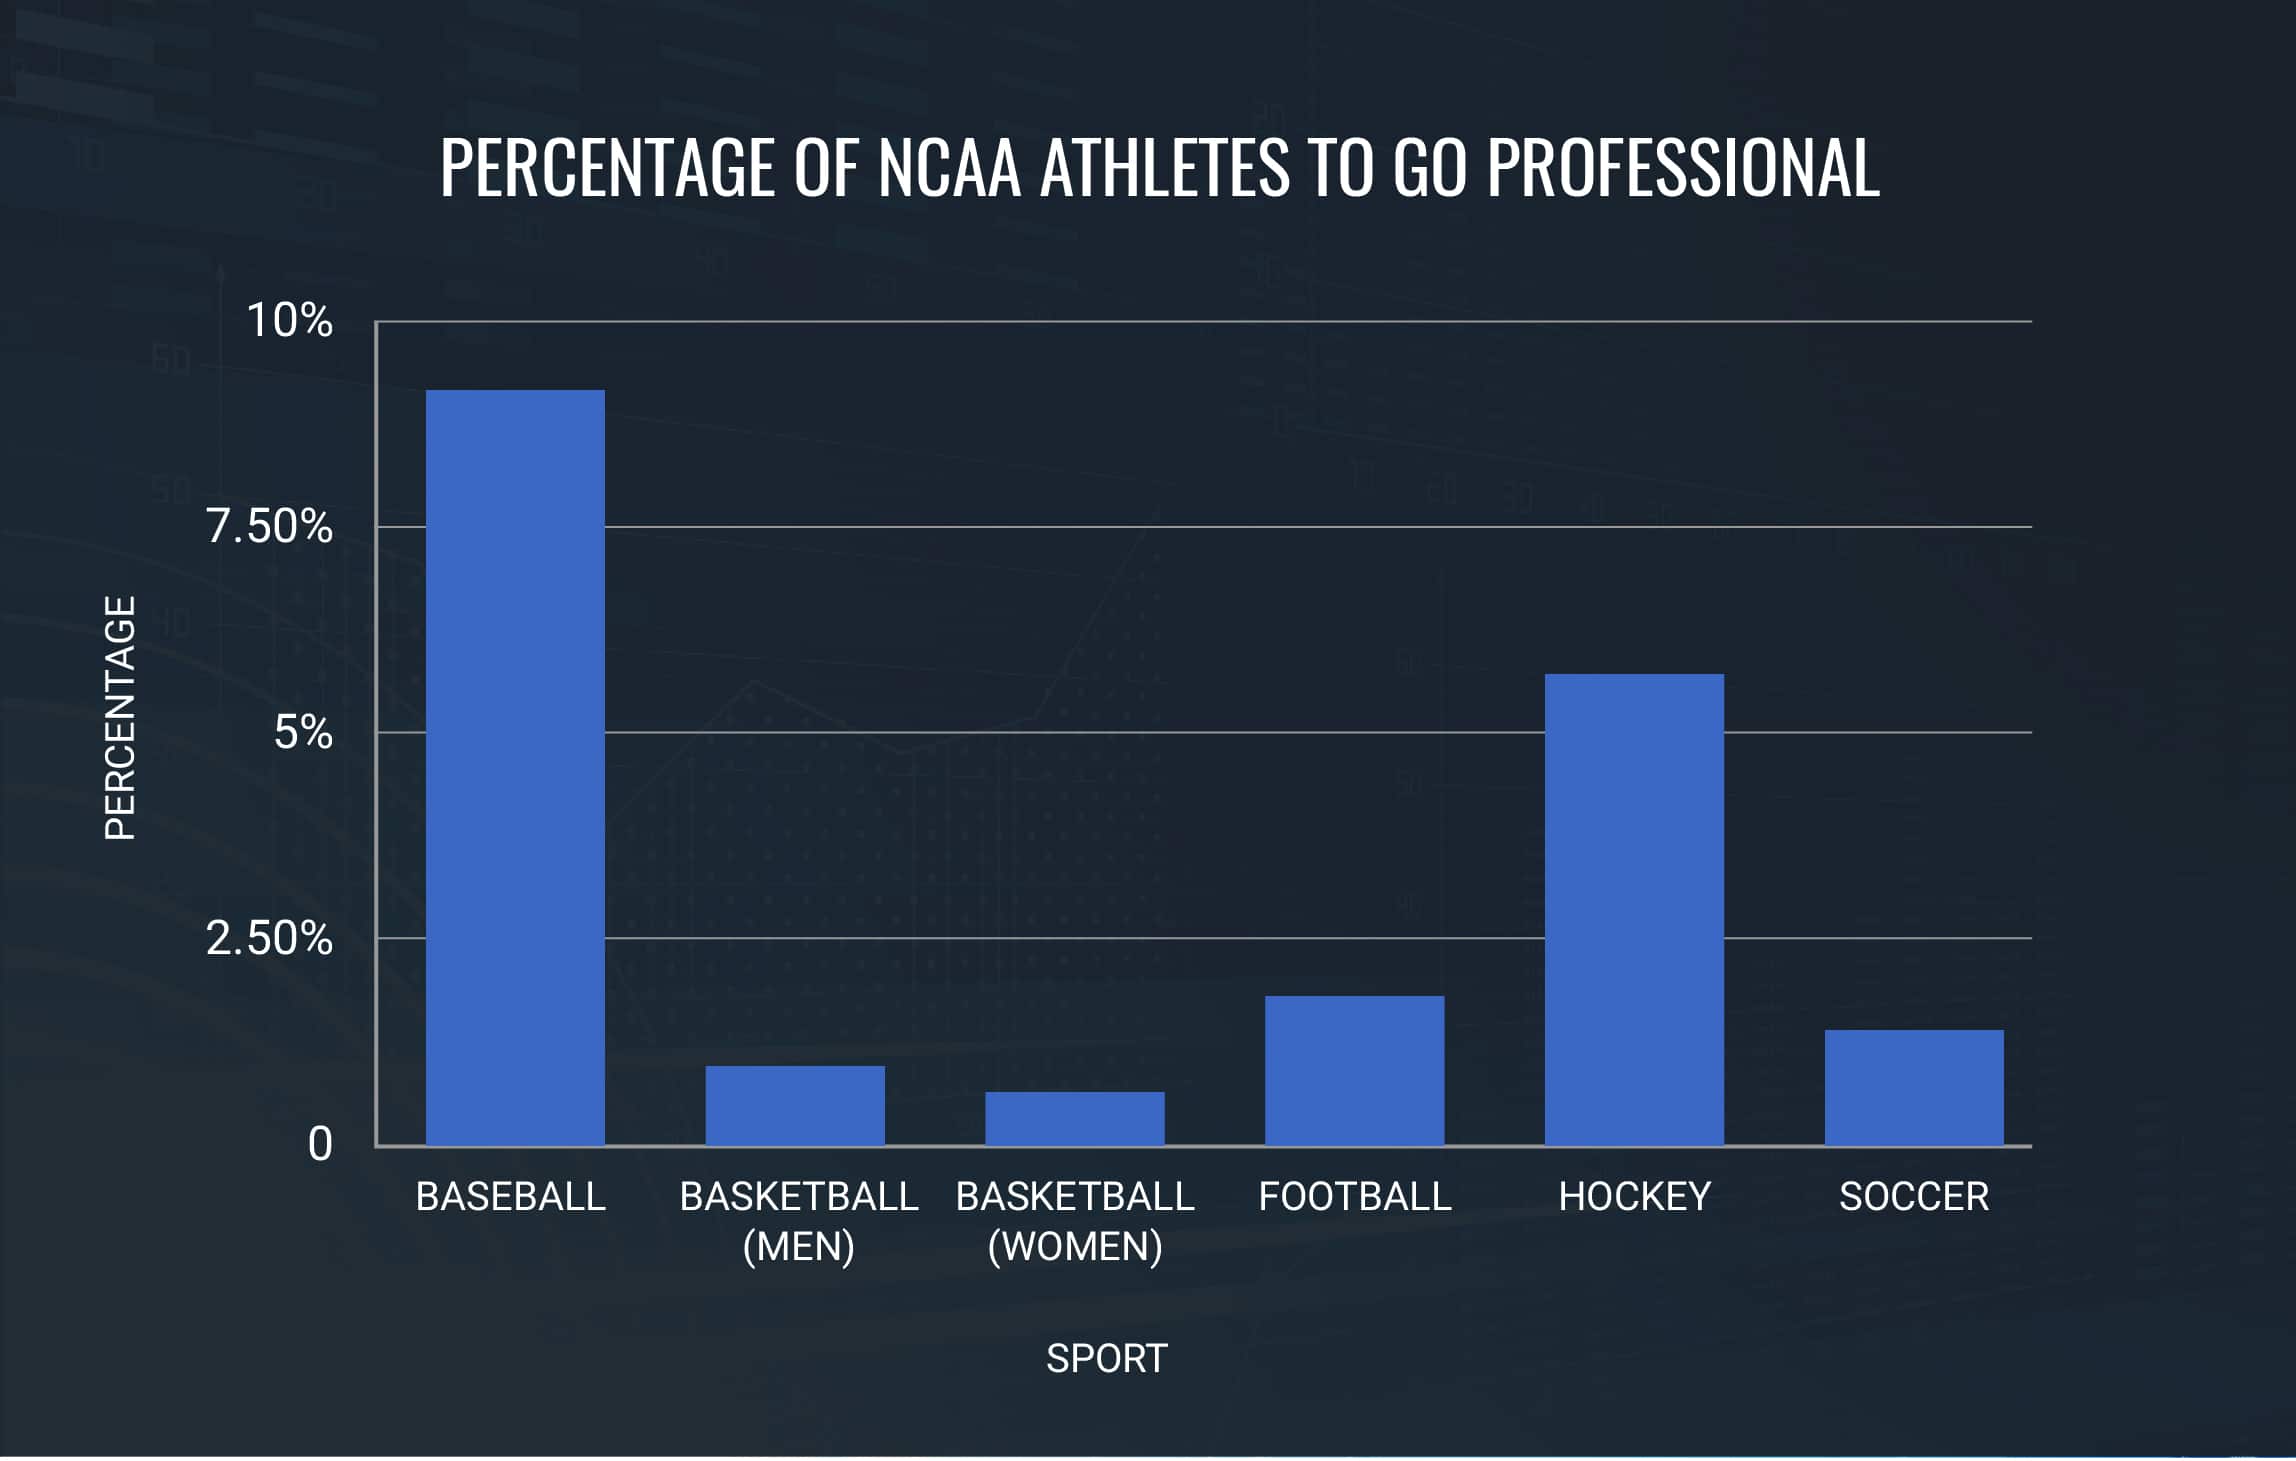 PERCENTAGE OF NCAA ATHLETES TO GO PROFESSIONAL
10%
7.50%
5%
2.50%
0
PERCENTAGE
BASEBALL
BASKETBALL
(MEN)
BASKETBALL
(WOMEN)
FOOTBALL
HOCKEY
SOCCER
SPORT